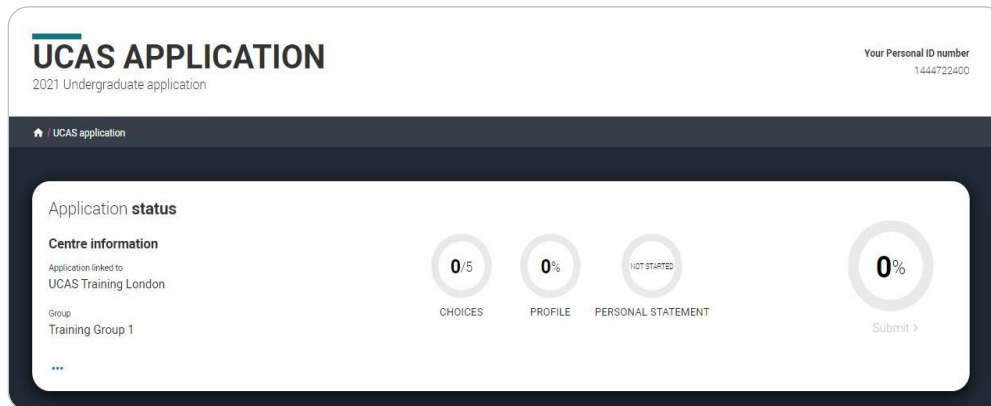 UCAS APPLICATION
2021 Undergraduate application
Your Personal ID number
1444722400
/ UCAS application
Application status
Centre information
Application linked to
UCAS Training London
Group
Training Group 1
...
0/5
CHOICES
0%
PROFILE
NOT STARTED
PERSONAL STATEMENT
0%
Submit >